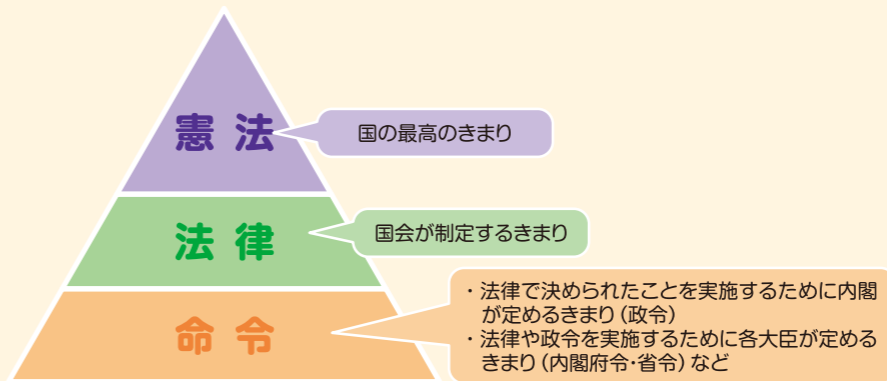 憲 法
国の最高のきまり
法 律
国会が制定するきまり
命 令
・法律で決められたことを実施するために内閣
が定めるきまり(政令)
・法律や政令を実施するために各大臣が定める
きまり(内閣府令・省令)など